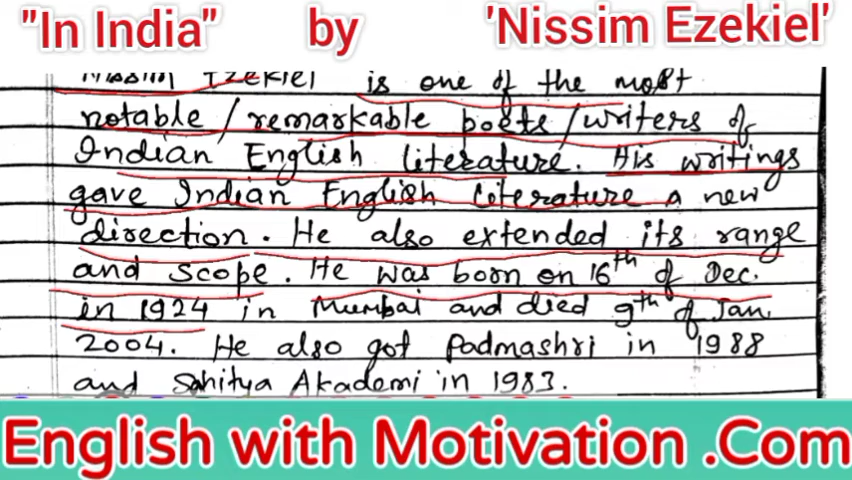 "In India" by 'Nissim Ezekiel'
Nissim Ezekiel is one of the most
notable/remarkable poets/writers of
Indian English literature. His writings
gave Indian English literature a new
direction. He also extended its range
and scope. He was born on 16th of Dec.
in 1924 in Mumbai and died 9th of Jan.
2004. He also got Padmashri in 1988
and Sahitya Akademi in 1983.
English with Motivation .Com